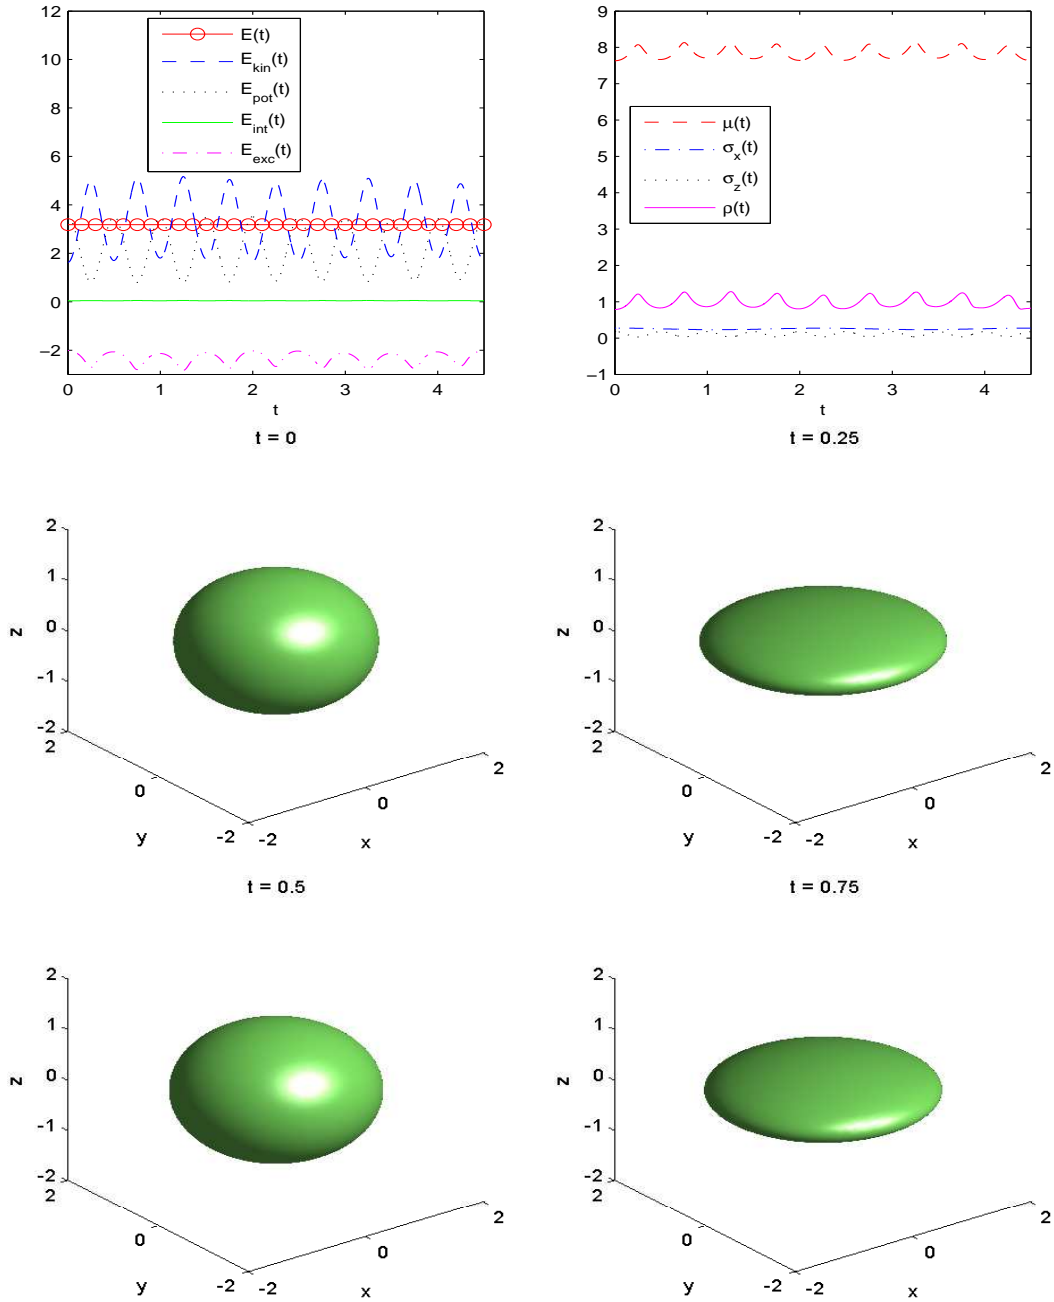 12
10
8
6
4
2
0
−2
0 1 2 3 4
t
E(t)
E_kin(t)
E_pot(t)
E_int(t)
E_exc(t)
9
8
7
6
5
4
3
2
1
0
−1
0 1 2 3 4
t
μ(t)
σ_x(t)
σ_z(t)
ρ(t)
t = 0
2
1
0
-1
-2
z
2
0
-2
y
-2
0
2
x
t = 0.25
2
1
0
-1
-2
z
2
0
-2
y
-2
0
2
x
t = 0.5
2
1
0
-1
-2
z
2
0
-2
y
-2
0
2
x
t = 0.75
2
1
0
-1
-2
z
2
0
-2
y
-2
0
2
x